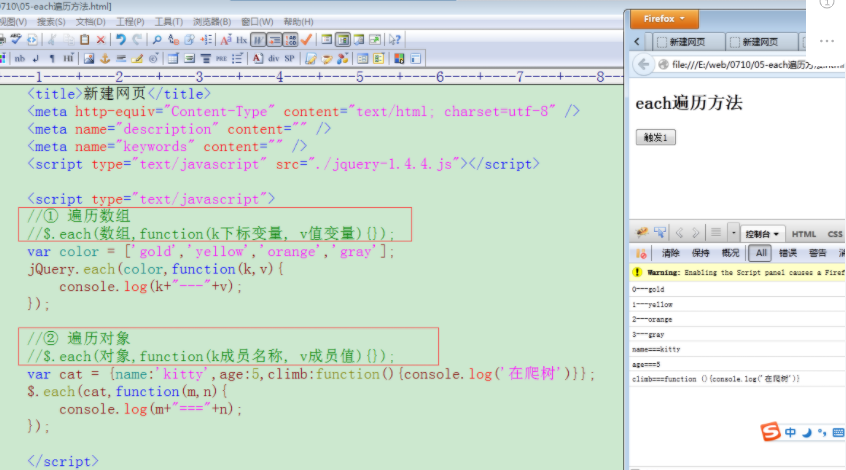 0710\05-each遍历方法.html]
视图(V) 搜索(S) 文档(D) 工程(P) 工具(T) 浏览器(B) 窗口(W) 帮助(H)
-----1----+----2----+----3----+----4----+----5----+----6----+----7----+----8--
<title>新建网页</title>
<meta http-equiv="Content-Type" content="text/html; charset=utf-8" />
<meta name="description" content="" />
<meta name="keywords" content="" />
<script type="text/javascript" src="./jquery-1.4.4.js"></script>
<script type="text/javascript">
//① 遍历数组
//$.each(数组,function(k下标变量, v值变量){});
var color = ['gold','yellow','orange','gray'];
jQuery.each(color,function(k,v){
console.log(k+"---"+v);
});
//② 遍历对象
//$.each(对象,function(k成员名称, v成员值){});
var cat = {name:'kitty',age:5,climb:function(){console.log('在爬树')}};
$.each(cat,function(m,n){
console.log(m+"==="+n);
});
</script>
Firefox
新建网页 新建网页
file:///E:/web/0710/05-each遍历方法.html
each遍历方法
触发1
控制台 HTML CSS
清除 保持 概况 All 错误 警告
Warning: Enabling the Script panel causes a Firef
0---gold
1---yellow
2---orange
3---gray
name===kitty
age===5
climb===function (){console.log('在爬树')}
S 中